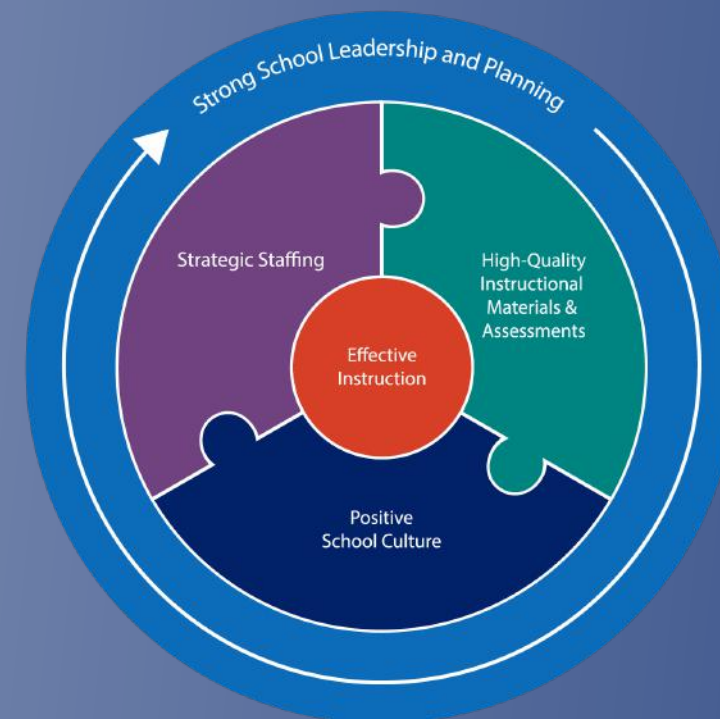 Strong School Leadership and Planning
Strategic Staffing
High-Quality
Instructional
Materials &
Assessments
Effective
Instruction
Positive
School Culture